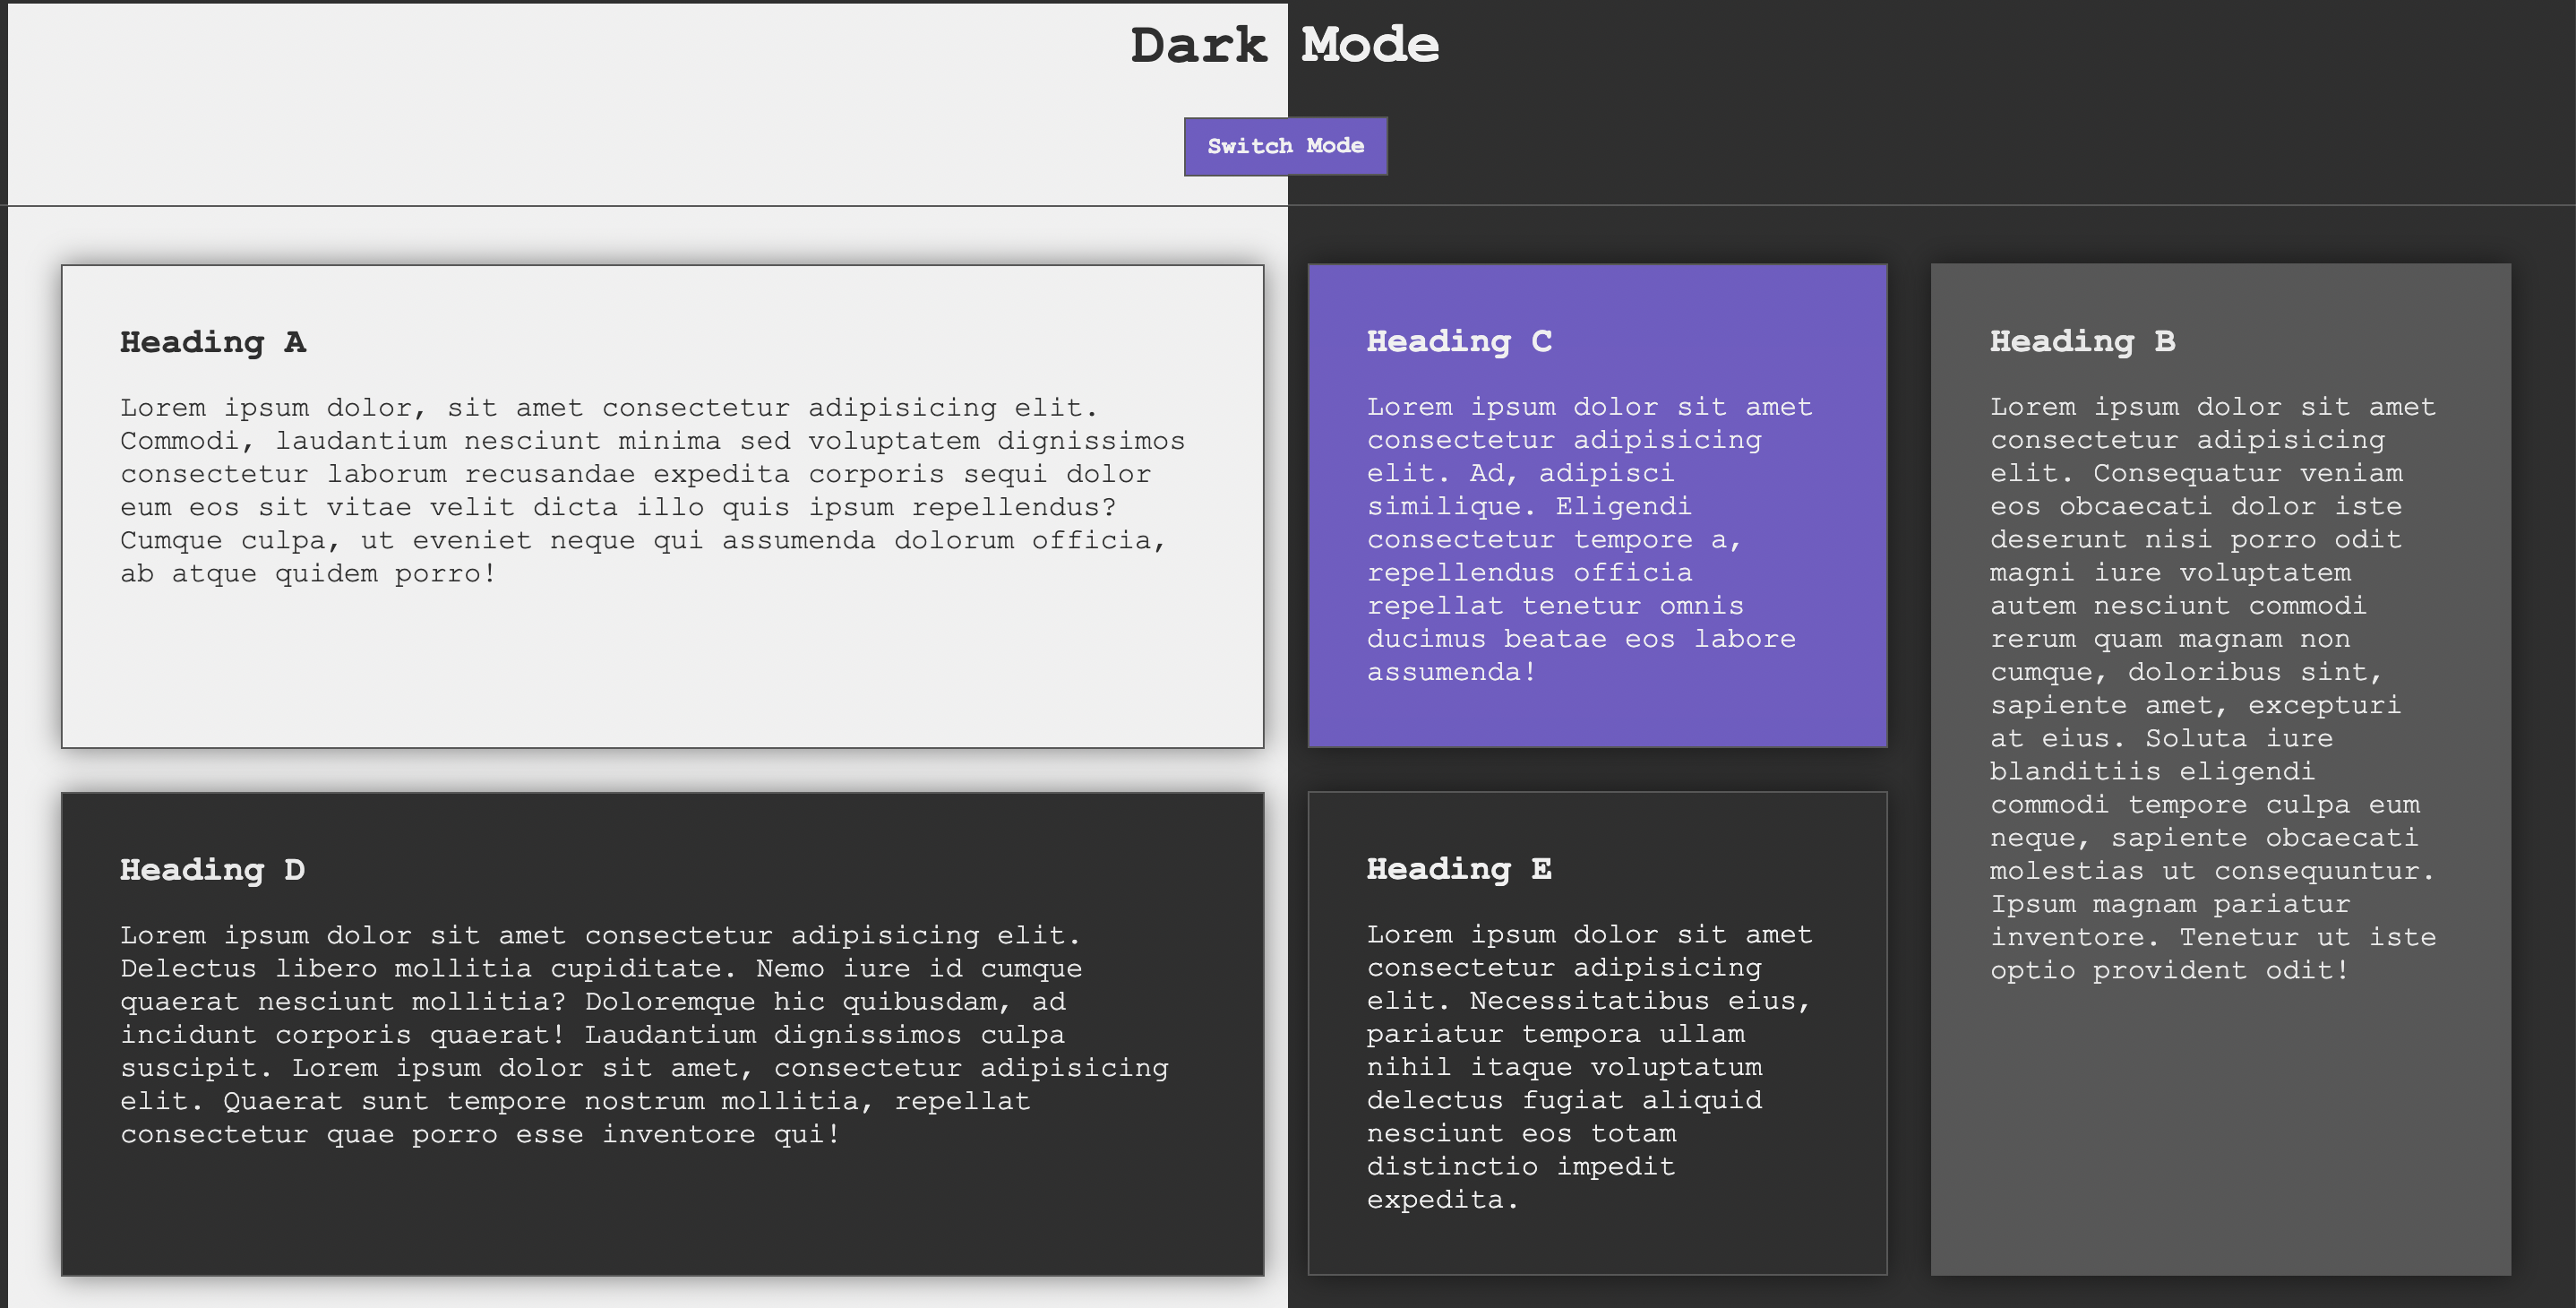 Dark Mode
Switch Mode
Heading A
Lorem ipsum dolor, sit amet consectetur adipisicing elit.
Commodi, laudantium nesciunt minima sed voluptatem dignissimos
consectetur laborum recusandae expedita corporis sequi dolor
eum eos sit vitae velit dicta illo quis ipsum repellendus?
Cumque culpa, ut eveniet neque qui assumenda dolorum officia,
ab atque quidem porro!
Heading C
Lorem ipsum dolor sit amet
consectetur adipisicing
elit. Ad, adipisci
similique. Eligendi
consectetur tempore a,
repellendus officia
repellat tenetur omnis
ducimus beatae eos labore
assumenda!
Heading B
Lorem ipsum dolor sit amet
consectetur adipisicing
elit. Consequatur veniam
eos obcaecati dolor iste
deserunt nisi porro odit
magni iure voluptatem
autem nesciunt commodi
rerum quam magnam non
cumque, doloribus sint,
sapiente amet, excepturi
at eius. Soluta iure
blanditiis eligendi
commodi tempore culpa eum
neque, sapiente obcaecati
molestias ut consequuntur.
Ipsum magnam pariatur
inventore. Tenetur ut iste
optio provident odit!
Heading D
Lorem ipsum dolor sit amet consectetur adipisicing elit.
Delectus libero mollitia cupiditate. Nemo iure id cumque
quaerat nesciunt mollitia? Doloremque hic quibusdam, ad
incidunt corporis quaerat! Laudantium dignissimos culpa
suscipit. Lorem ipsum dolor sit amet, consectetur adipisicing
elit. Quaerat sunt tempore nostrum mollitia, repellat
consectetur quae porro esse inventore qui!
Heading E
Lorem ipsum dolor sit amet
consectetur adipisicing
elit. Necessitatibus eius,
pariatur tempora ullam
nihil itaque voluptatum
delectus fugiat aliquid
nesciunt eos totam
distinctio impedit
expedita.